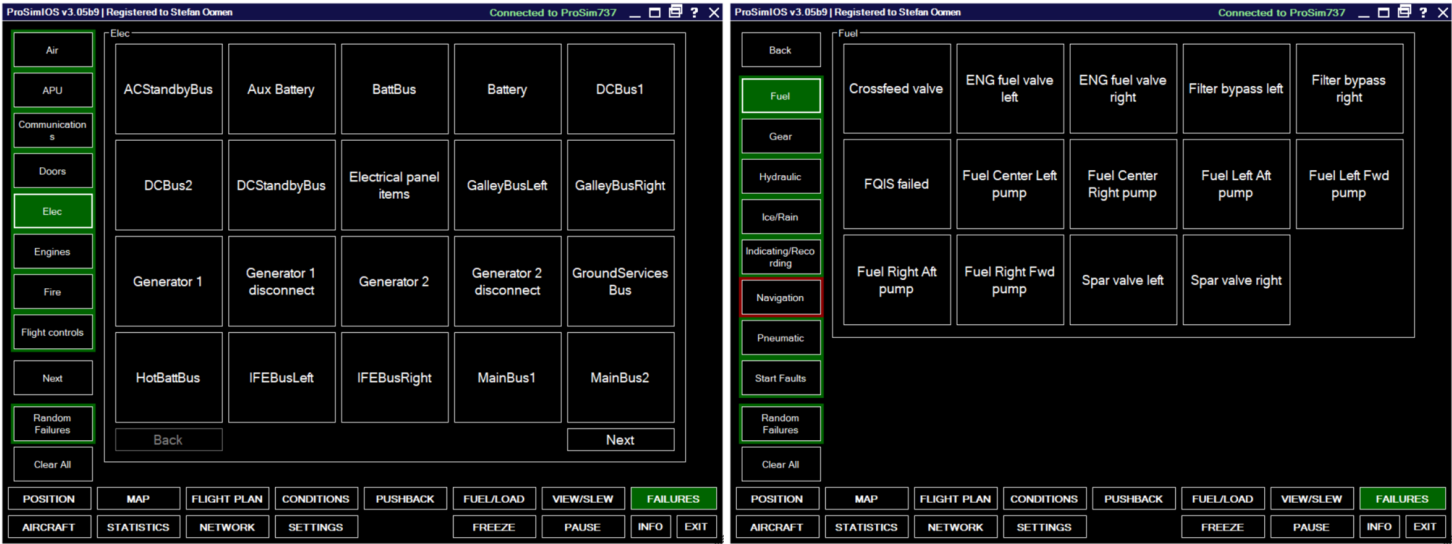 ProSimIOS v3.05b9 | Registered to Stefan Oomen
Connected to ProSim737
Air
APU
Communication
s
Doors
Elec
Engines
Fire
Flight controls
Next
Random
Failures
Clear All
Elec
ACStandbyBus
Aux Battery
BattBus
Battery
DCBus1
DCBus2
DCStandbyBus
Electrical panel
items
GalleyBusLeft
GalleyBusRight
Generator 1
Generator 1
disconnect
Generator 2
Generator 2
disconnect
GroundServices
Bus
HotBattBus
IFEBusLeft
IFEBusRight
MainBus1
MainBus2
Back
Next
POSITION
MAP
FLIGHT PLAN
CONDITIONS
PUSHBACK
FUEL/LOAD
VIEW/SLEW
FAILURES
AIRCRAFT
STATISTICS
NETWORK
SETTINGS
FREEZE
PAUSE
INFO
EXIT
ProSimIOS v3.05b9 | Registered to Stefan Oomen
Connected to ProSim737
Back
Fuel
Gear
Hydraulic
Ice/Rain
Indicating/Reco
rding
Navigation
Pneumatic
Start Faults
Random
Failures
Clear All
Fuel
Crossfeed valve
ENG fuel valve
left
ENG fuel valve
right
Filter bypass left
Filter bypass
right
FQIS failed
Fuel Center Left
pump
Fuel Center
Right pump
Fuel Left Aft
pump
Fuel Left Fwd
pump
Fuel Right Aft
pump
Fuel Right Fwd
pump
Spar valve left
Spar valve right
POSITION
MAP
FLIGHT PLAN
CONDITIONS
PUSHBACK
FUEL/LOAD
VIEW/SLEW
FAILURES
AIRCRAFT
STATISTICS
NETWORK
SETTINGS
FREEZE
PAUSE
INFO
EXIT